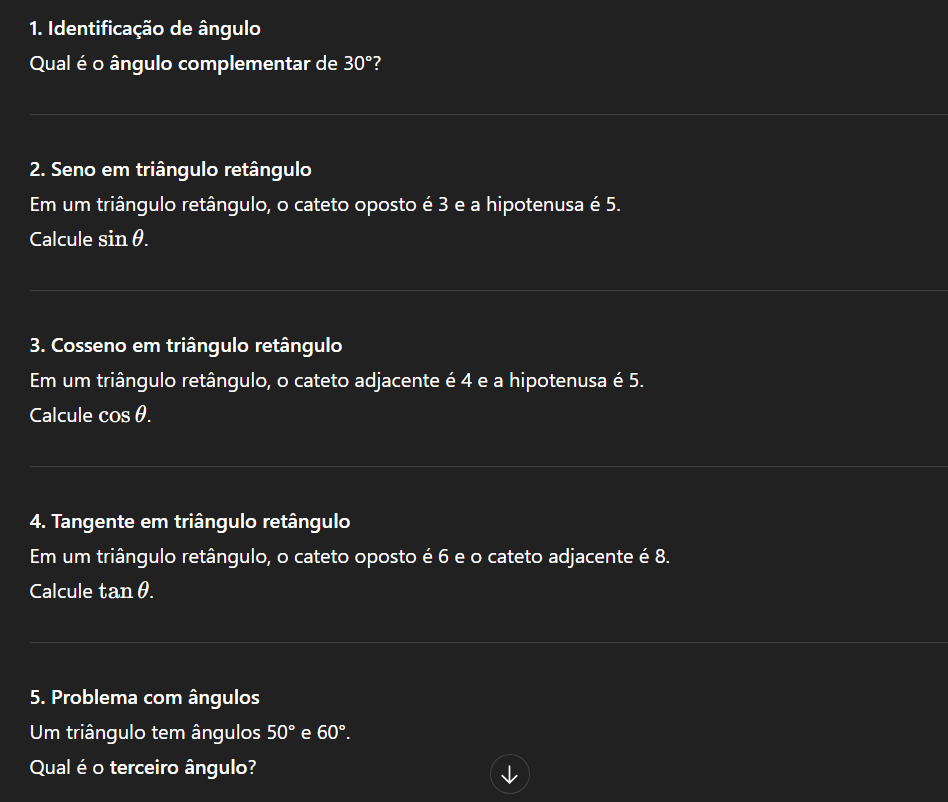 1. Identificação de ângulo
Qual é o ângulo complementar de 30°?
2. Seno em triângulo retângulo
Em um triângulo retângulo, o cateto oposto é 3 e a hipotenusa é 5.
Calcule sin θ.
3. Cosseno em triângulo retângulo
Em um triângulo retângulo, o cateto adjacente é 4 e a hipotenusa é 5.
Calcule cos θ.
4. Tangente em triângulo retângulo
Em um triângulo retângulo, o cateto oposto é 6 e o cateto adjacente é 8.
Calcule tan θ.
5. Problema com ângulos
Um triângulo tem ângulos 50° e 60°.
Qual é o terceiro ângulo?